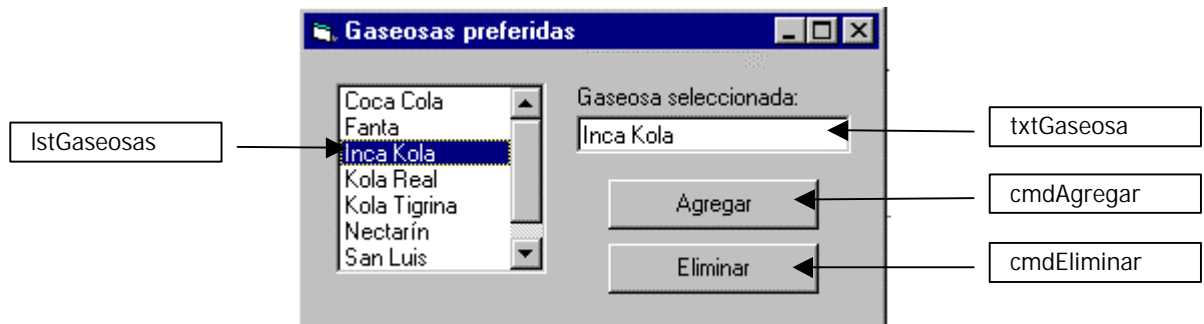 Gaseosas preferidas
Coca Cola
Fanta
Inca Kola
Kola Real
Kola Tigrina
Nectarín
San Luis
Gaseosa seleccionada:
Inca Kola
Agregar
Eliminar
lstGaseosas
txtGaseosa
cmdAgregar
cmdEliminar